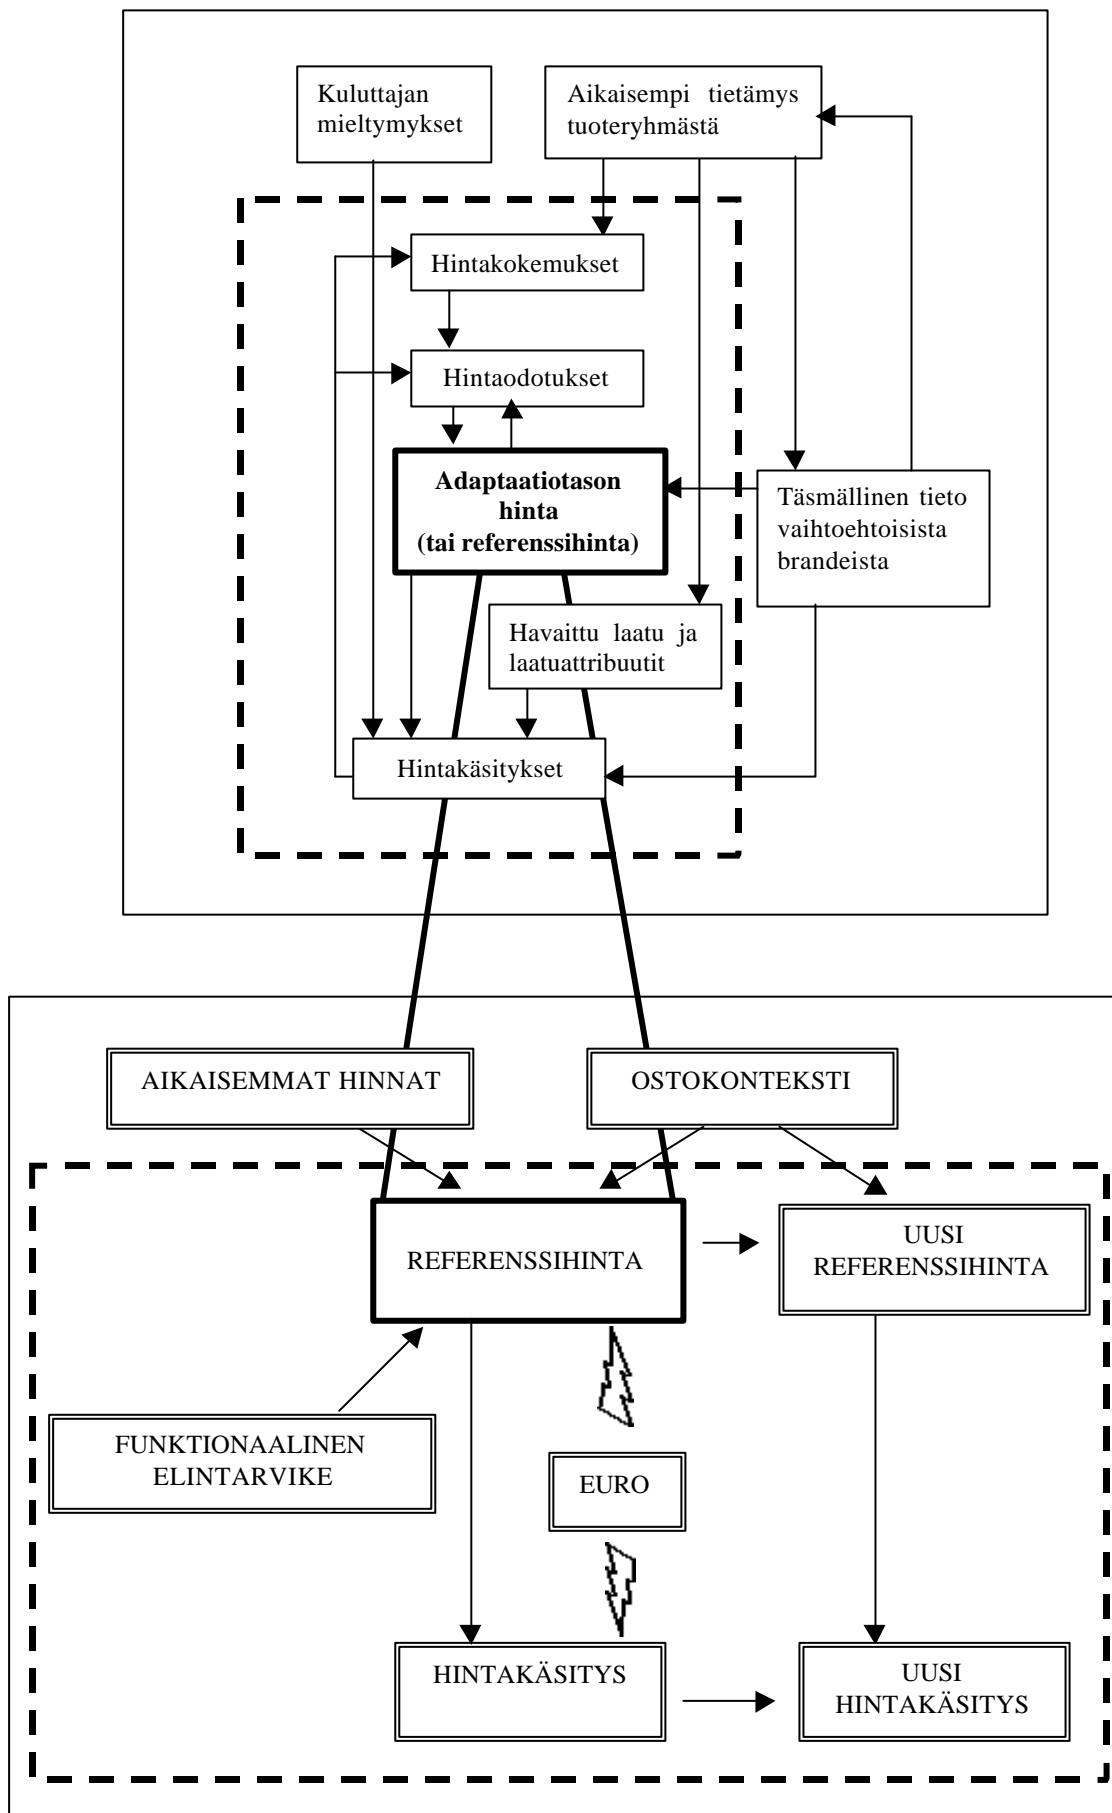 Kuluttajan
mieltymykset
Aikaisempi tietämys
tuoteryhmästä
Hintakokemukset
Hintaodotukset
Adaptaatiotason
hinta
(tai referenssihinta)
Täsmällinen tieto
vaihtoehtoisista
brandeista
Havaittu laatu ja
laatuattribuutit
Hintakäsitykset
AIKAISEMMAT HINNAT
OSTOKONTEKSTI
REFERENSSIHINTA
UUSI
REFERENSSIHINTA
FUNKTIONAALINEN
ELINTARVIKE
EURO
HINTAKÄSITYS
UUSI
HINTAKÄSITYS